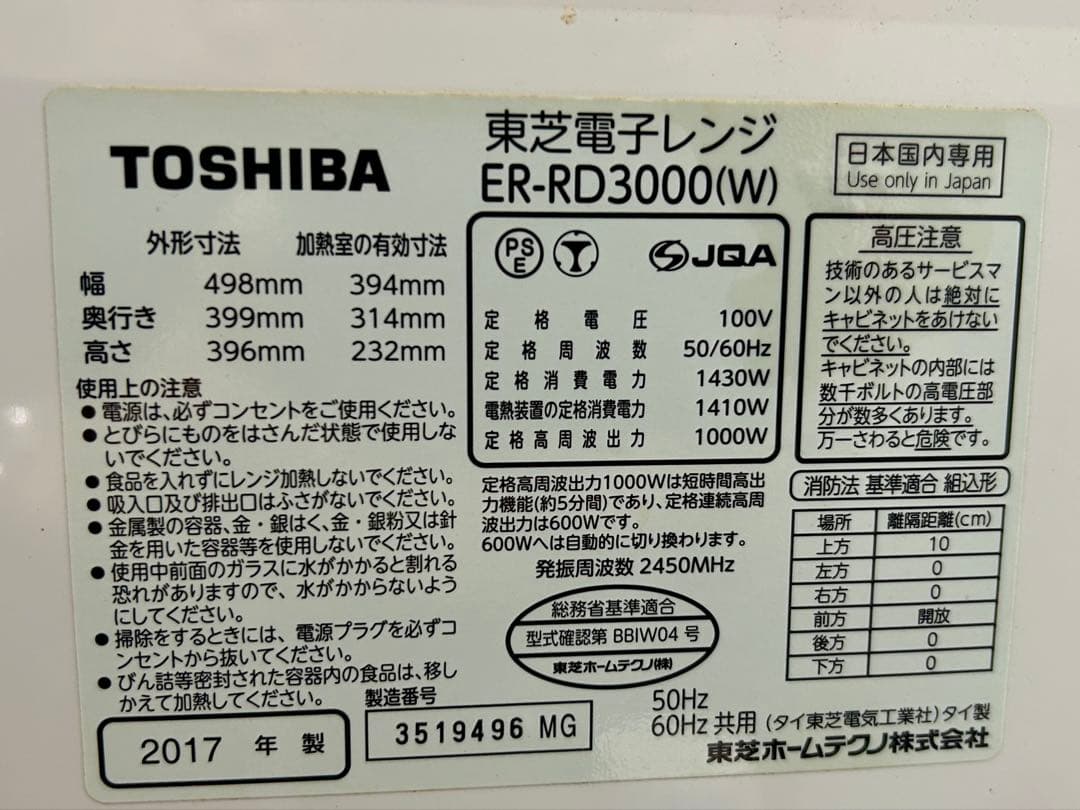 TOSHIBA
東芝電子レンジ
ER-RD3000(W)
日本国内専用
Use only in Japan
外形寸法 加熱室の有効寸法
幅 498mm 394mm
奥行き 399mm 314mm
高さ 396mm 232mm
使用上の注意
●電源は、必ずコンセントをご使用ください。
●とびらにものをはさんだ状態で使用しな
いでください。
●食品を入れずにレンジ加熱しないでください。
●吸入口及び排出口はふさがないでください。
●金属製の容器、金・銀はく、金・銀粉又は針
金を用いた容器等を使用しないでください。
●使用中前面のガラスに水がかかると割れる
恐れがありますので、水がかからないよう
にしてください。
●掃除をするときには、電源プラグを必ずコ
ンセントから抜いてください。
●びん詰等密封された容器内の食品は、移し
かえて加熱してください。
2017 年 製
製造番号
3519496 MG
PS
E
JQA
定格電圧 100V
定格周波数 50/60Hz
定格消費電力 1430W
電熱装置の定格消費電力 1410W
定格高周波出力 1000W
定格高周波出力1000Wは短時間高出
力機能(約5分間)であり、定格連続高周
波出力は600Wです。
600Wへは自動的に切り換わります。
発振周波数 2450MHz
総務省基準適合
型式確認第 BBIW04 号
東芝ホームテクノ(株)
高圧注意
技術のあるサービスマ
ン以外の人は絶対に
キャビネットをあけない
でください。
キャビネットの内部には
数千ボルトの高電圧部
分が数多くあります。
万一さわると危険です。
消防法 基準適合 組込形
場所 離隔距離(cm)
上方 10
左方 0
右方 0
前方 開放
後方 0
下方 0
50Hz
60Hz 共用 (タイ東芝電気工業社)タイ製
東芝ホームテクノ株式会社